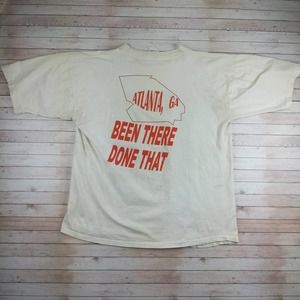 ATLANTA, GA
BEEN THERE
DONE THAT